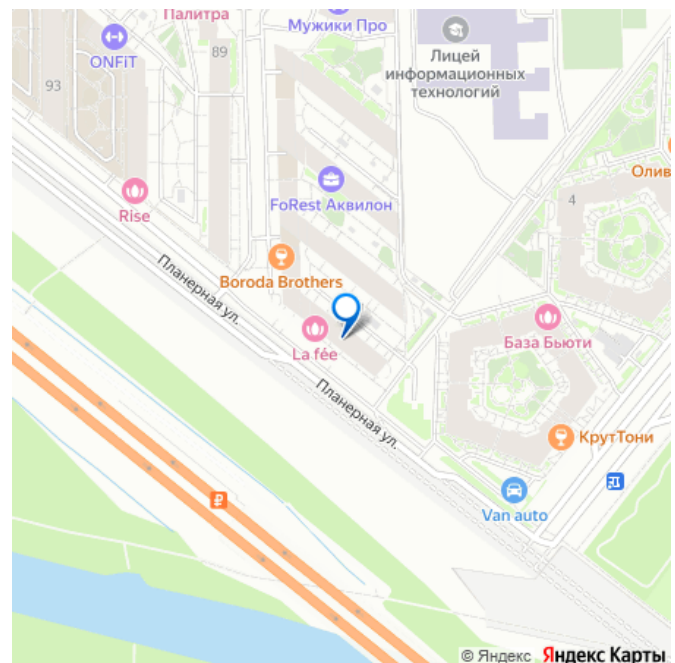 Палитра
ONFIT
Мужики Про
89
93
Лицей
информационных
технологий
Олив
4
FoRest Аквилон
Rise
Boroda Brothers
Планерная ул.
La fée
База Бьюти
Планерная ул.
КрутТони
₽
Van auto
© Яндекс Яндекс Карты